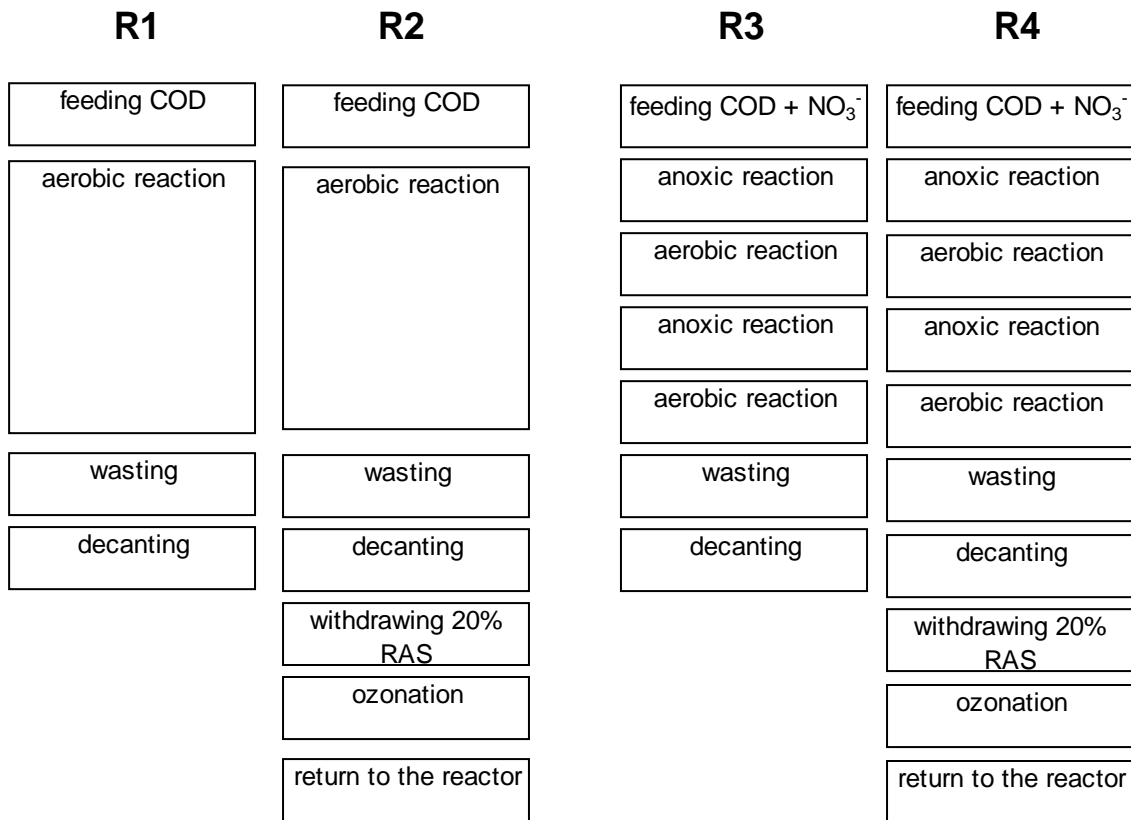 R1
feeding COD
aerobic reaction
wasting
decanting
R2
feeding COD
aerobic reaction
wasting
decanting
withdrawing 20%
RAS
ozonation
return to the reactor
R3
feeding COD + NO₃⁻
anoxic reaction
aerobic reaction
anoxic reaction
aerobic reaction
wasting
decanting
R4
feeding COD + NO₃⁻
anoxic reaction
aerobic reaction
anoxic reaction
aerobic reaction
wasting
decanting
withdrawing 20%
RAS
ozonation
return to the reactor